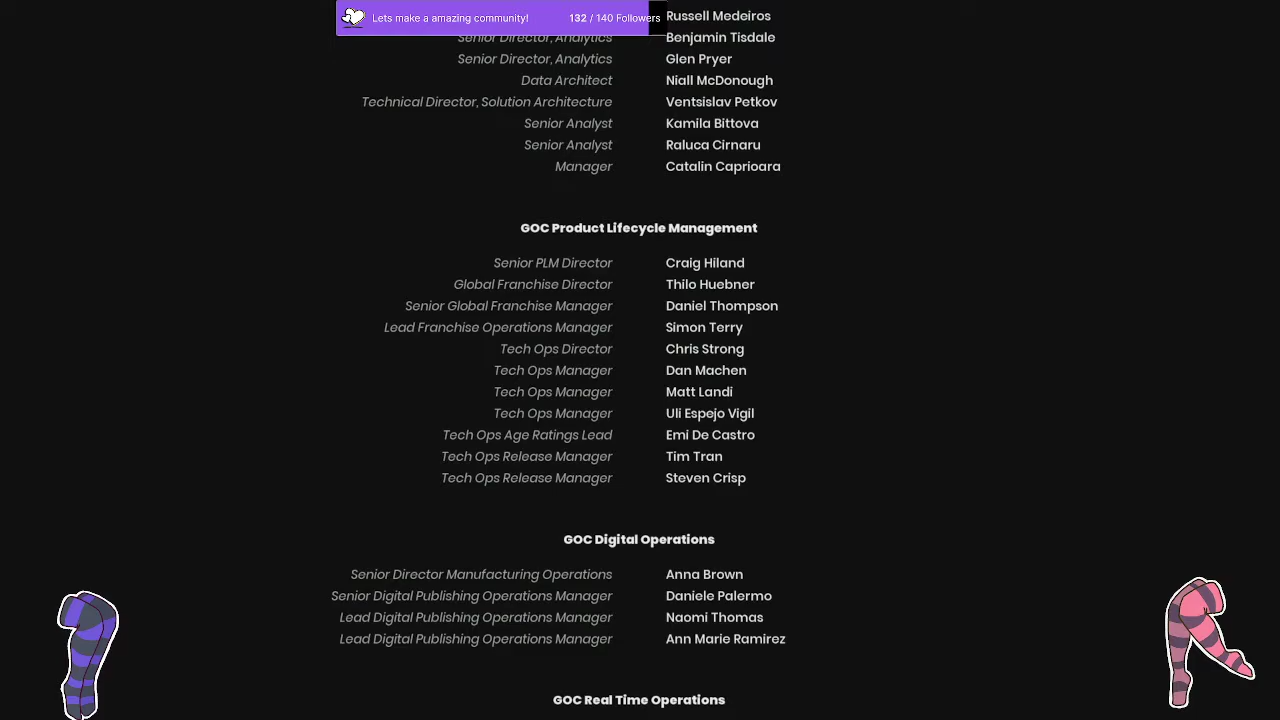 Lets make a amazing community! 132 / 140 Followers
Russell Medeiros
Senior Director, Analytics Benjamin Tisdale
Senior Director, Analytics Glen Pryer
Data Architect Niall McDonough
Technical Director, Solution Architecture Ventsislav Petkov
Senior Analyst Kamila Bittova
Senior Analyst Raluca Cirnaru
Manager Catalin Caprioara
GOC Product Lifecycle Management
Senior PLM Director Craig Hiland
Global Franchise Director Thilo Huebner
Senior Global Franchise Manager Daniel Thompson
Lead Franchise Operations Manager Simon Terry
Tech Ops Director Chris Strong
Tech Ops Manager Dan Machen
Tech Ops Manager Matt Landi
Tech Ops Manager Uli Espejo Vigil
Tech Ops Age Ratings Lead Emi De Castro
Tech Ops Release Manager Tim Tran
Tech Ops Release Manager Steven Crisp
GOC Digital Operations
Senior Director Manufacturing Operations Anna Brown
Senior Digital Publishing Operations Manager Daniele Palermo
Lead Digital Publishing Operations Manager Naomi Thomas
Lead Digital Publishing Operations Manager Ann Marie Ramirez
GOC Real Time Operations